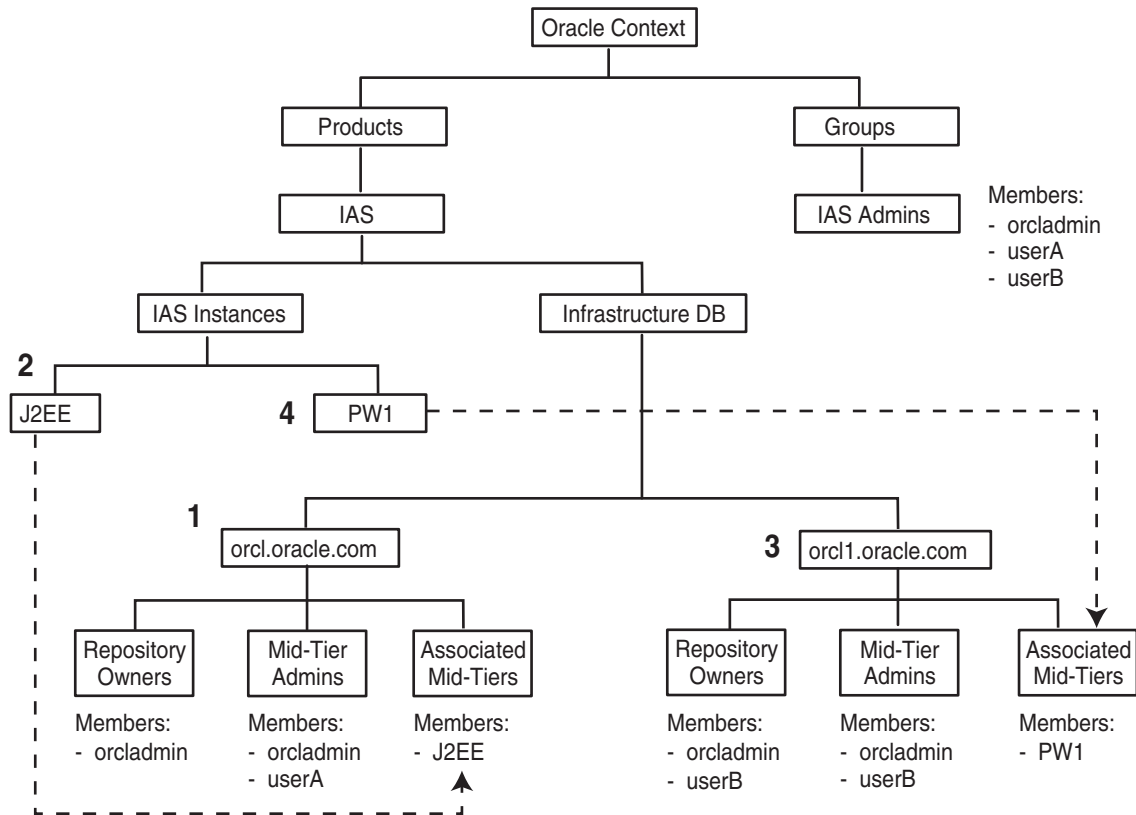 Oracle Context
Products
Groups
IAS
IAS Admins
Members:
- orcladmin
- userA
- userB
IAS Instances
Infrastructure DB
2
J2EE
4
PW1
1
orcl.oracle.com
3
orcl1.oracle.com
Repository
Owners
Mid-Tier
Admins
Associated
Mid-Tiers
Repository
Owners
Mid-Tier
Admins
Associated
Mid-Tiers
Members:
- orcladmin
Members:
- orcladmin
- userA
Members:
- J2EE
Members:
- orcladmin
- userB
Members:
- orcladmin
- userB
Members:
- PW1